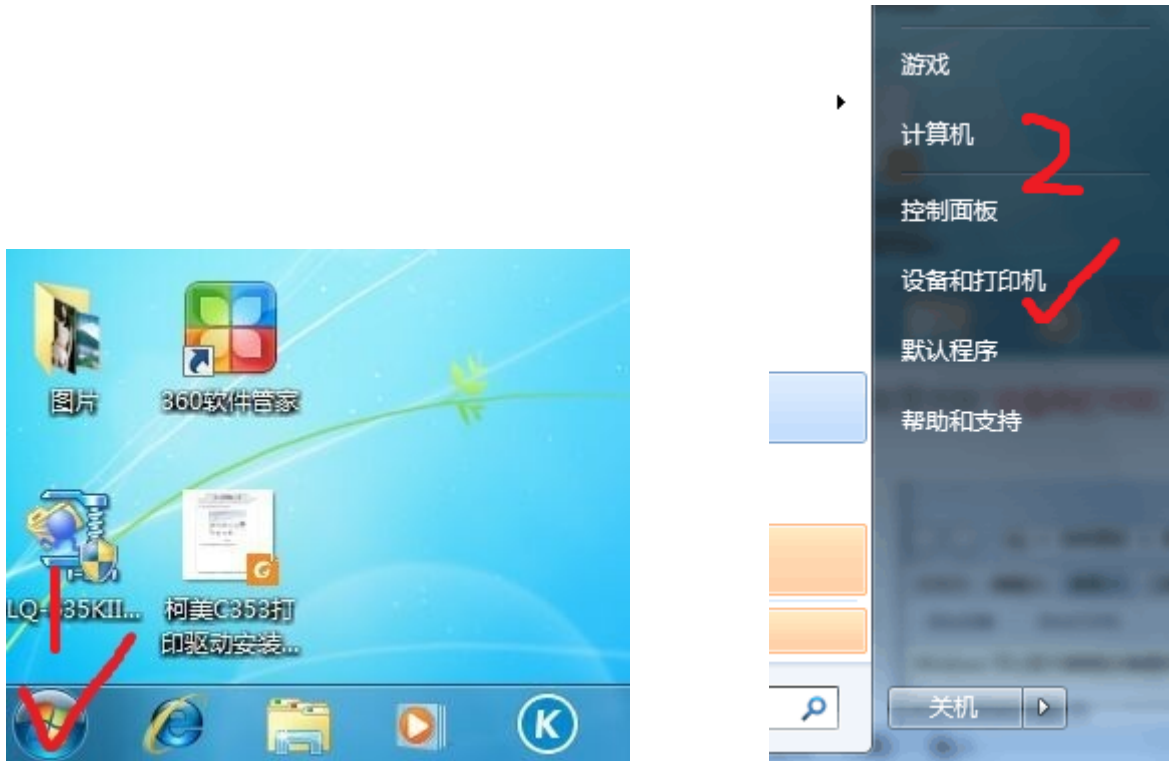 图片
360软件管家
LQ-635KII...
柯美C353打
印驱动安装...
1
K
游戏
计算机
2
控制面板
设备和打印机
默认程序
帮助和支持
关机